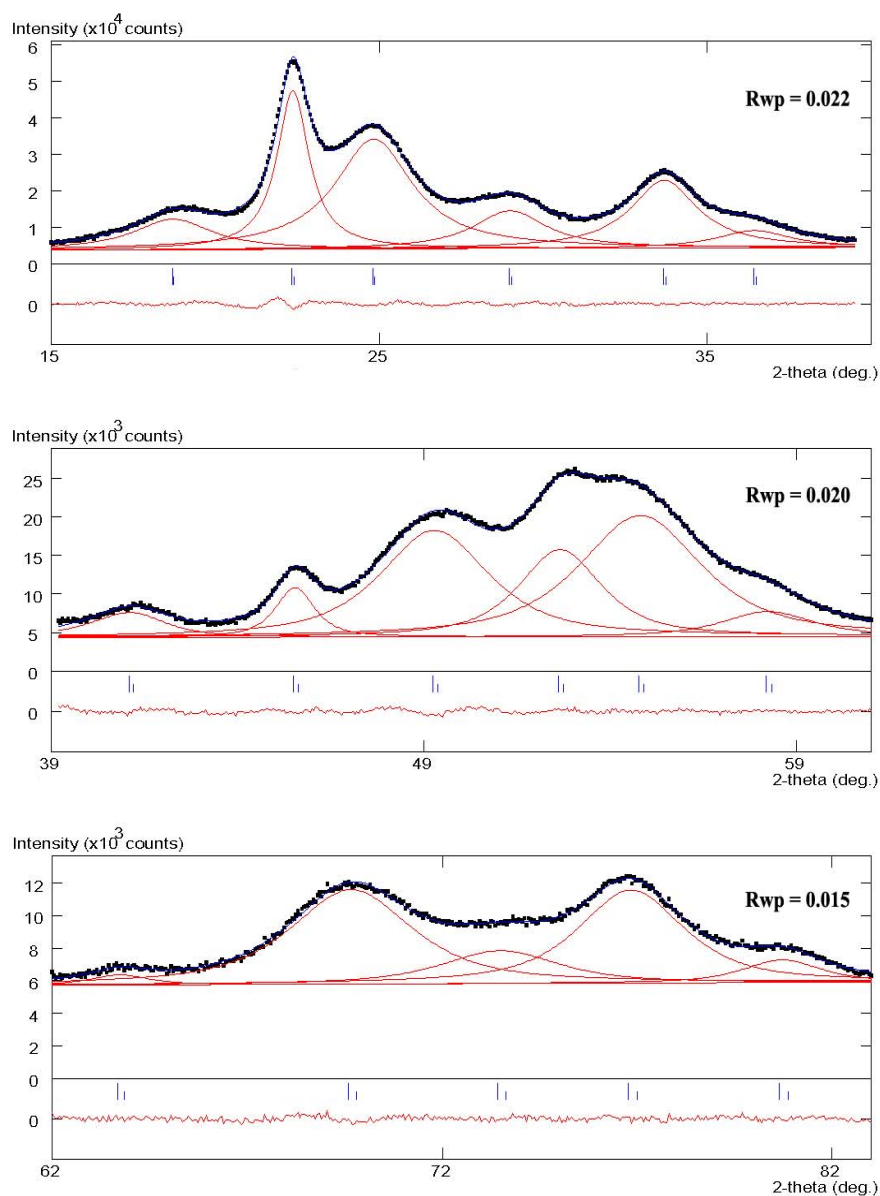 Intensity (x10^4 counts)
6
5
4
3
2
1
0
0
Rwp = 0.022
15 25 35
2-theta (deg.)
Intensity (x10^3 counts)
25
20
15
10
5
0
0
Rwp = 0.020
39 49 59
2-theta (deg.)
Intensity (x10^3 counts)
12
10
8
6
4
2
0
0
Rwp = 0.015
62 72 82
2-theta (deg.)